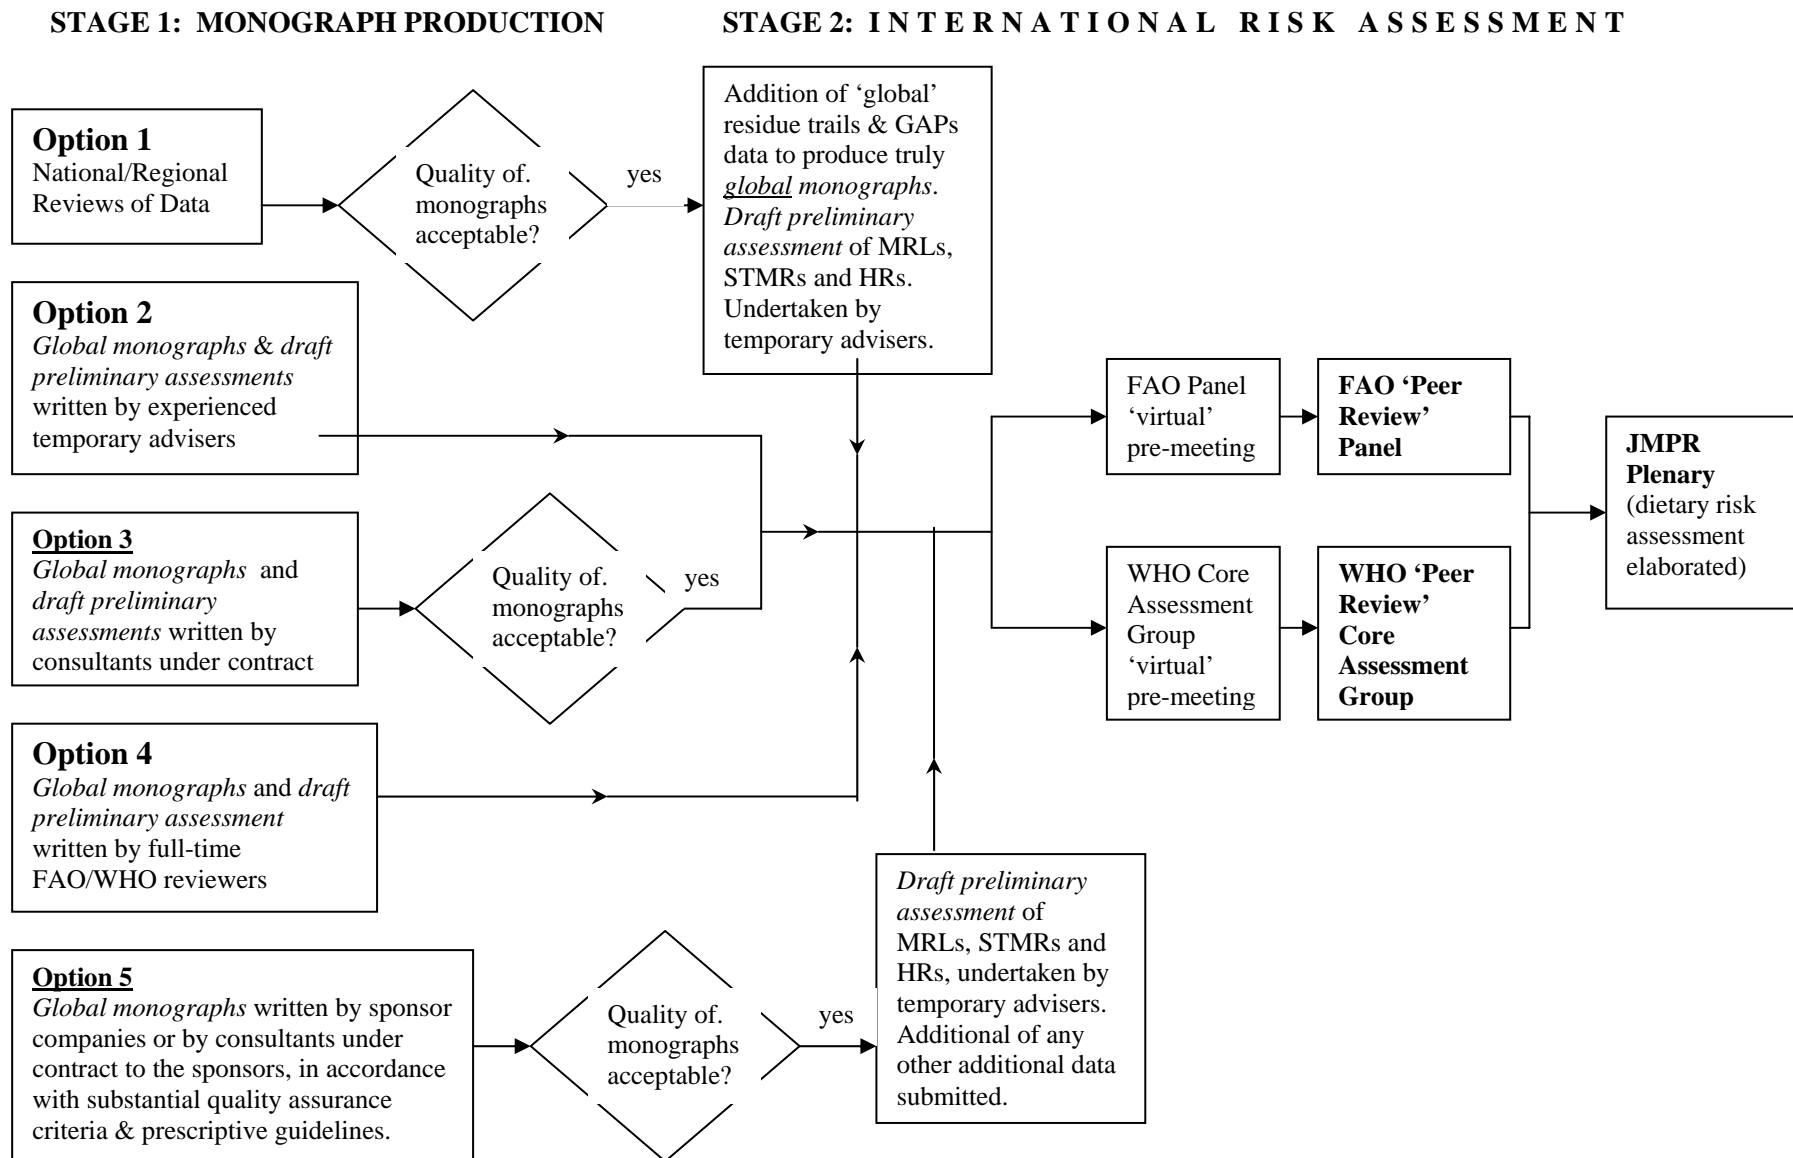 STAGE 1: MONOGRAPH PRODUCTION
STAGE 2: I N T E R N A T I O N A L R I S K A S S E S S M E N T
Option 1
National/Regional
Reviews of Data
Quality of.
monographs
acceptable?
yes
Addition of ‘global’
residue trails & GAPs
data to produce truly
global monographs.
Draft preliminary
assessment of MRLs,
STMRs and HRs.
Undertaken by
temporary advisers.
Option 2
Global monographs & draft
preliminary assessments
written by experienced
temporary advisers
Option 3
Global monographs and
draft preliminary
assessments written by
consultants under contract
Quality of.
monographs
acceptable?
yes
Option 4
Global monographs and draft
preliminary assessment
written by full-time
FAO/WHO reviewers
Option 5
Global monographs written by sponsor
companies or by consultants under
contract to the sponsors, in accordance
with substantial quality assurance
criteria & prescriptive guidelines.
Quality of.
monographs
acceptable?
yes
Draft preliminary
assessment of
MRLs, STMRs and
HRs, undertaken by
temporary advisers.
Additional of any
other additional data
submitted.
FAO Panel
‘virtual’
pre-meeting
FAO ‘Peer
Review’
Panel
WHO Core
Assessment
Group
‘virtual’
pre-meeting
WHO ‘Peer
Review’
Core
Assessment
Group
JMPR
Plenary
(dietary risk
assessment
elaborated)